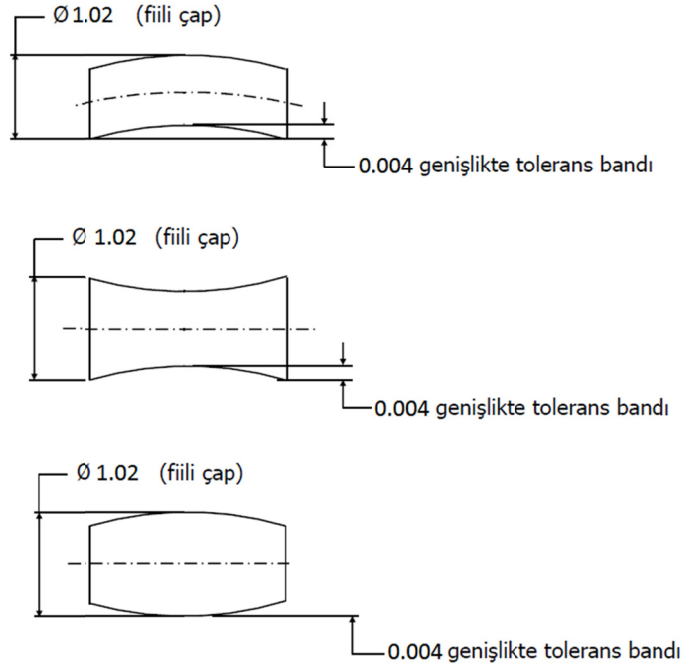 Ø 1.02 (fiili çap)
0.004 genişlikte tolerans bandı
Ø 1.02 (fiili çap)
0.004 genişlikte tolerans bandı
Ø 1.02 (fiili çap)
0.004 genişlikte tolerans bandı